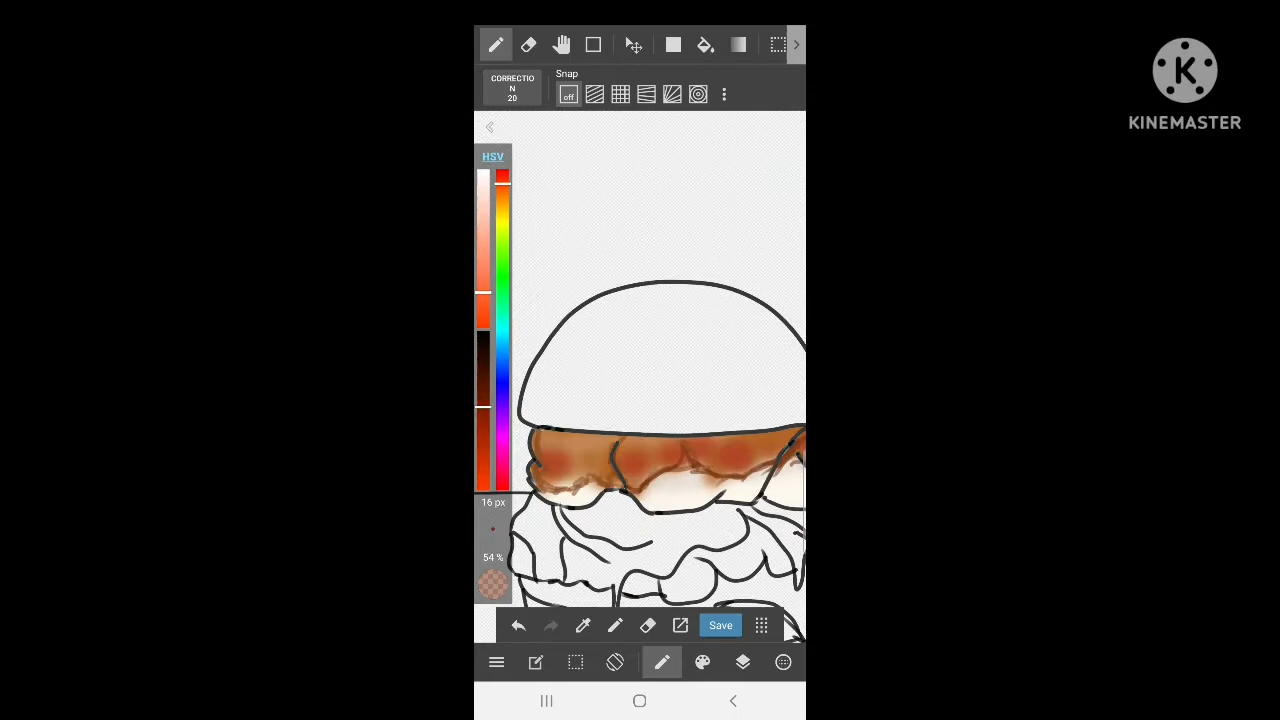 CORRECTIO
N
20
Snap
off
HSV
16 px
54 %
Save
K
KINEMASTER